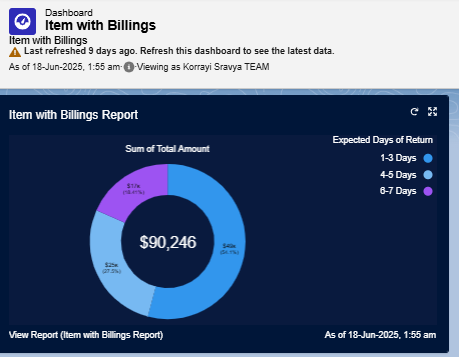 Dashboard
Item with Billings
Item with Billings
Last refreshed 9 days ago. Refresh this dashboard to see the latest data.
As of 18-Jun-2025, 1:55 am·Viewing as Korrayi Sravya TEAM
Item with Billings Report
Expected Days of Return
Sum of Total Amount
1-3 Days
4-5 Days
6-7 Days
$90,246
$25k
View Report (Item with Billings Report)
As of 18-Jun-2025, 1:55 am